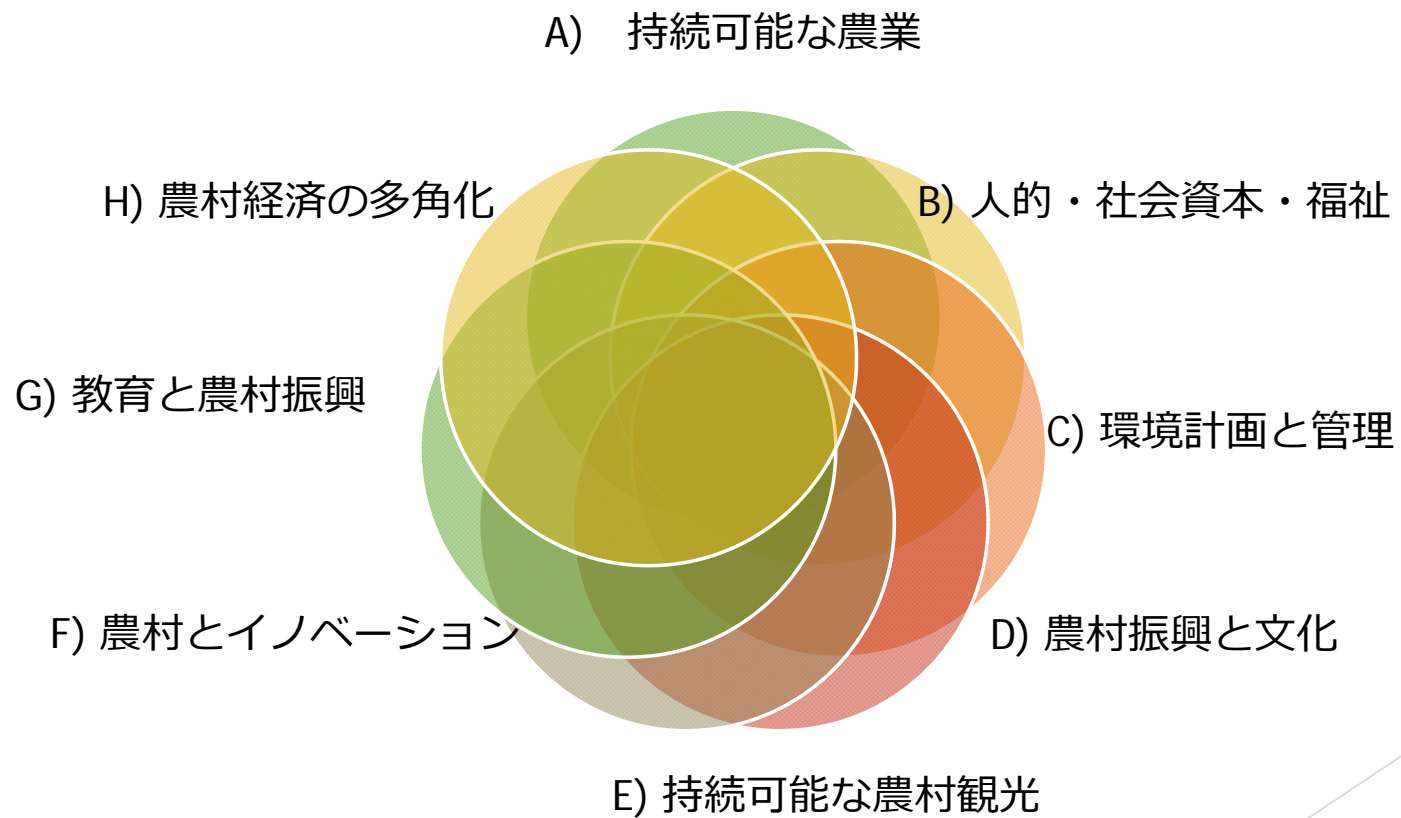 A)　持続可能な農業
B) 人的・社会資本・福祉
C) 環境計画と管理
D) 農村振興と文化
E) 持続可能な農村観光
F) 農村とイノベーション
G) 教育と農村振興
H) 農村経済の多角化